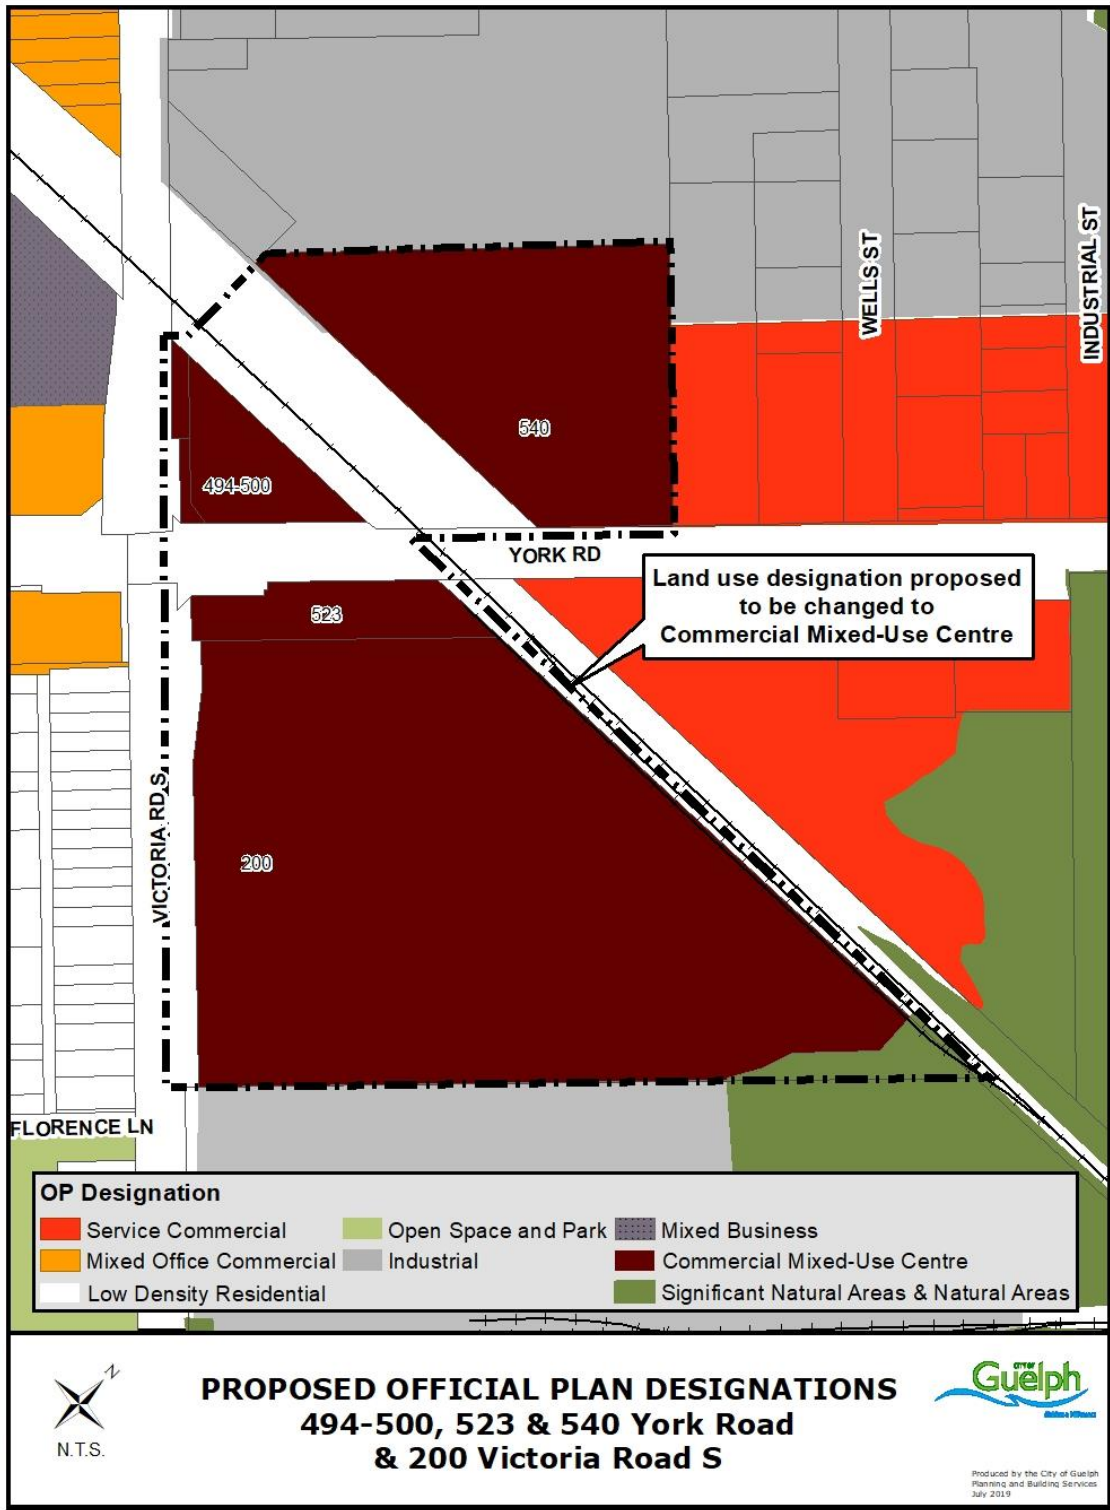 WELLS ST
INDUSTRIAL ST
540
494-500
YORK RD
Land use designation proposed
to be changed to
Commercial Mixed-Use Centre
523
VICTORIA RD S
200
FLORENCE LN
OP Designation
Service Commercial
Open Space and Park
Mixed Business
Mixed Office Commercial
Industrial
Commercial Mixed-Use Centre
Low Density Residential
Significant Natural Areas & Natural Areas
N
N.T.S.
PROPOSED OFFICIAL PLAN DESIGNATIONS
494-500, 523 & 540 York Road
& 200 Victoria Road S
CITY OF
Guelph
Produced by the City of Guelph
Planning and Building Services
July 2019